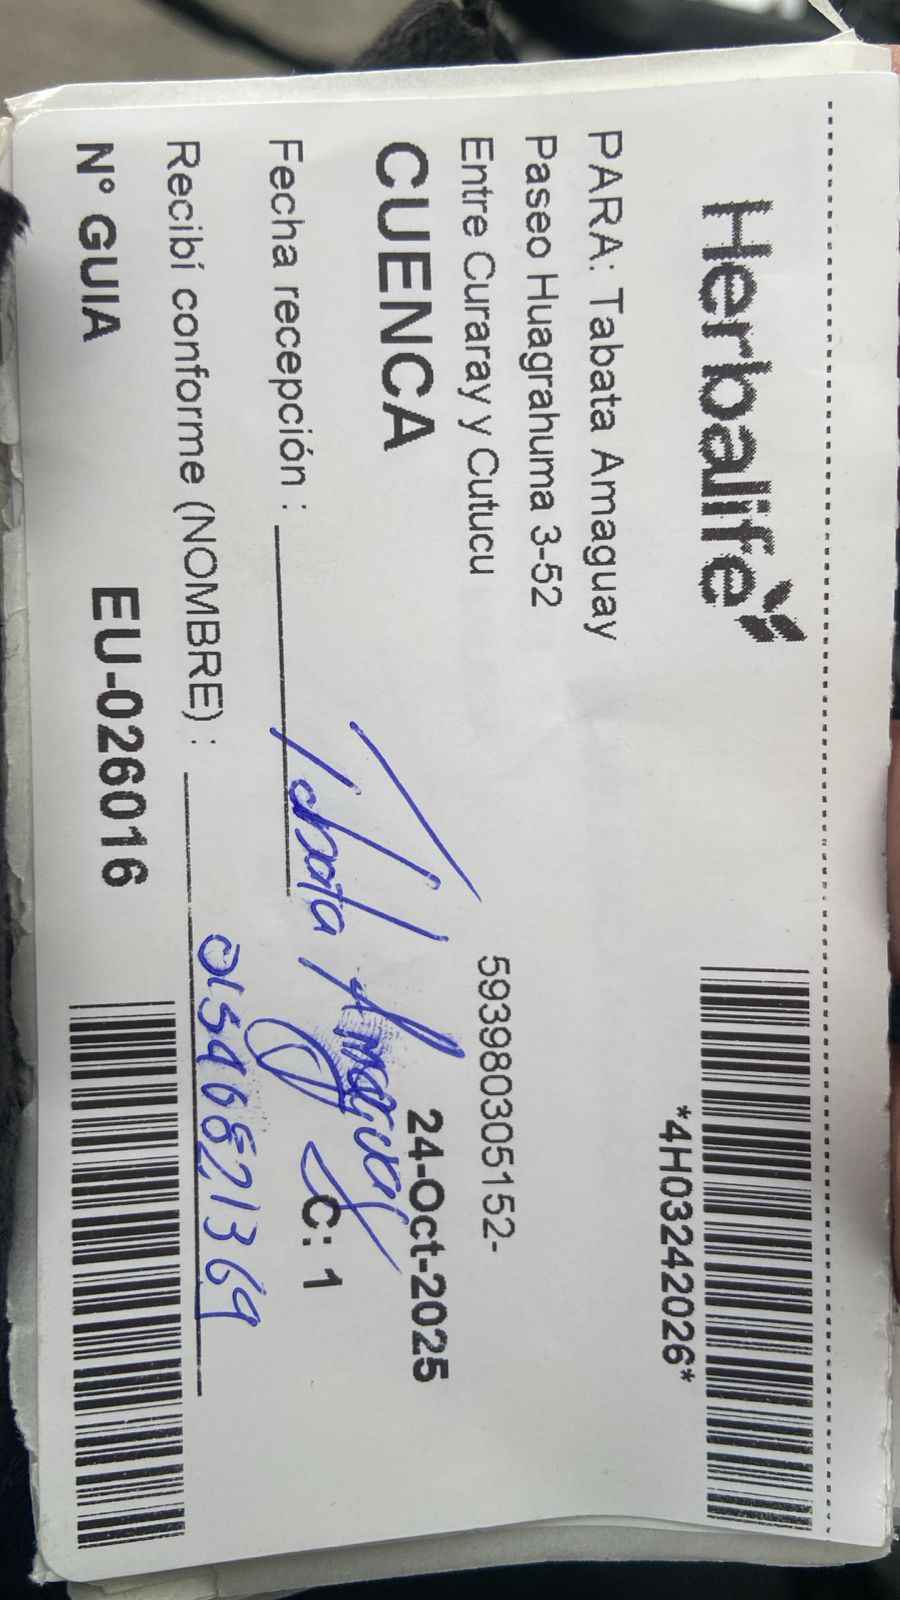 Herbalife
*4H03242026*
PARA: Tabata Amaguay
Paseo Huagrahuma 3-52
Entre Curaray y Cutucu
593980305152-
CUENCA
24-Oct-2025
Fecha recepción :
Tabata Amaguay
C: 1
Recibí conforme (NOMBRE) :
N° GUIA
EU-026016